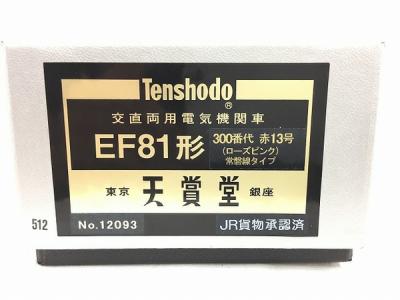 Tenshodo®
交直両用電気機関車
EF81形 300番代 赤13号
(ローズピンク)
常磐線タイプ
東京 天賞堂 銀座
512 No.12093 JR貨物承認済